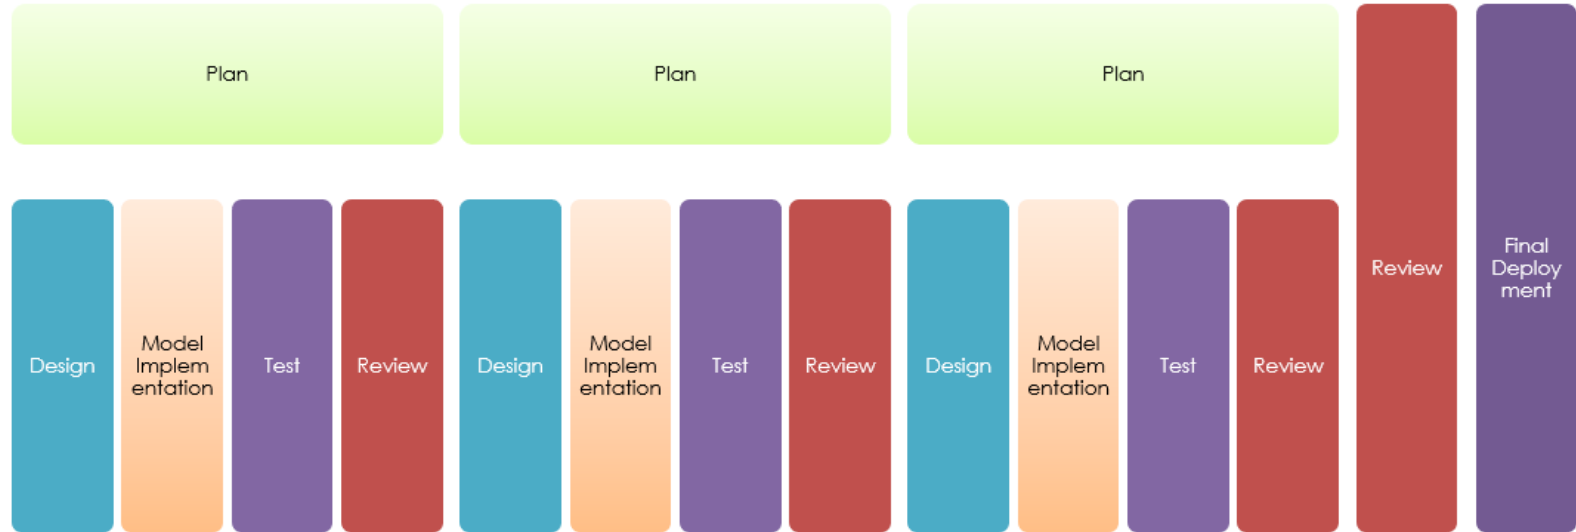 Plan
Plan
Plan
Design
Model
Implem
entation
Test
Review
Design
Model
Implem
entation
Test
Review
Design
Model
Implem
entation
Test
Review
Review
Final
Deploy
ment